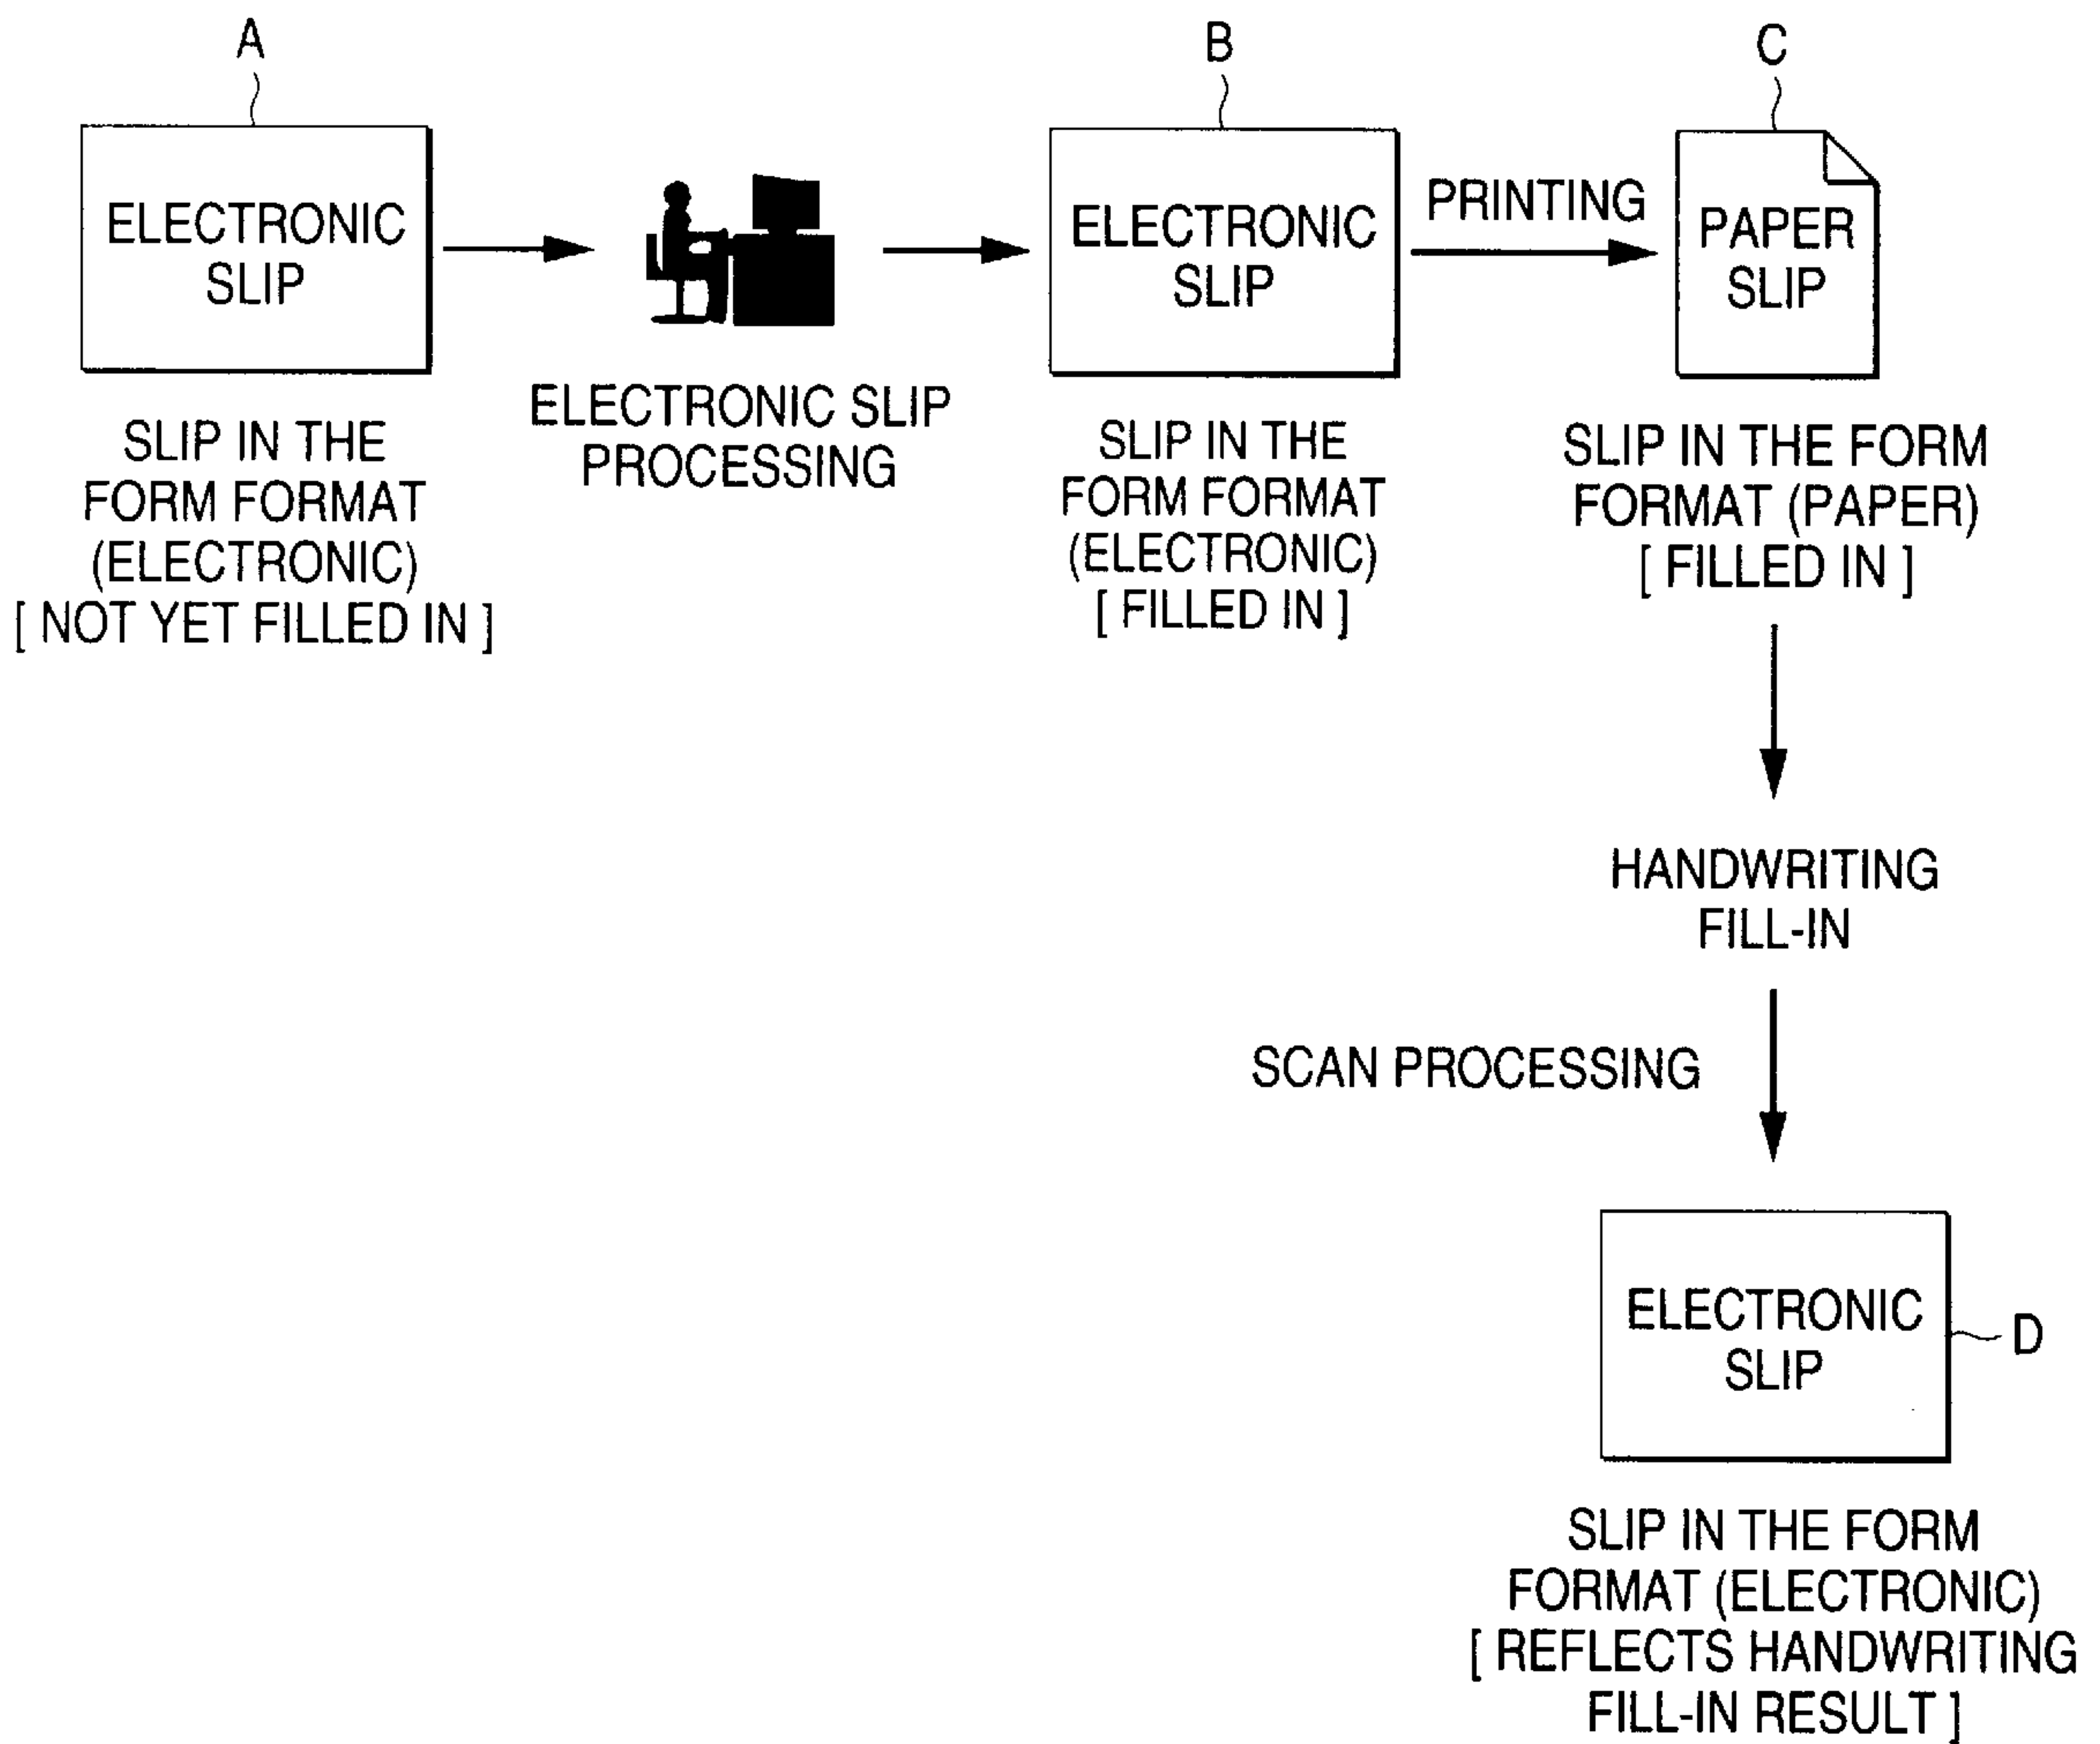 A
B
C
ELECTRONIC
SLIP
ELECTRONIC
SLIP
PRINTING
PAPER
SLIP
SLIP IN THE
FORM FORMAT
(ELECTRONIC)
[ NOT YET FILLED IN ]
ELECTRONIC SLIP
PROCESSING
SLIP IN THE
FORM FORMAT
(ELECTRONIC)
[ FILLED IN ]
SLIP IN THE FORM
FORMAT (PAPER)
[ FILLED IN ]
HANDWRITING
FILL-IN
SCAN PROCESSING
ELECTRONIC
SLIP
D
SLIP IN THE FORM
FORMAT (ELECTRONIC)
[ REFLECTS HANDWRITING
FILL-IN RESULT ]